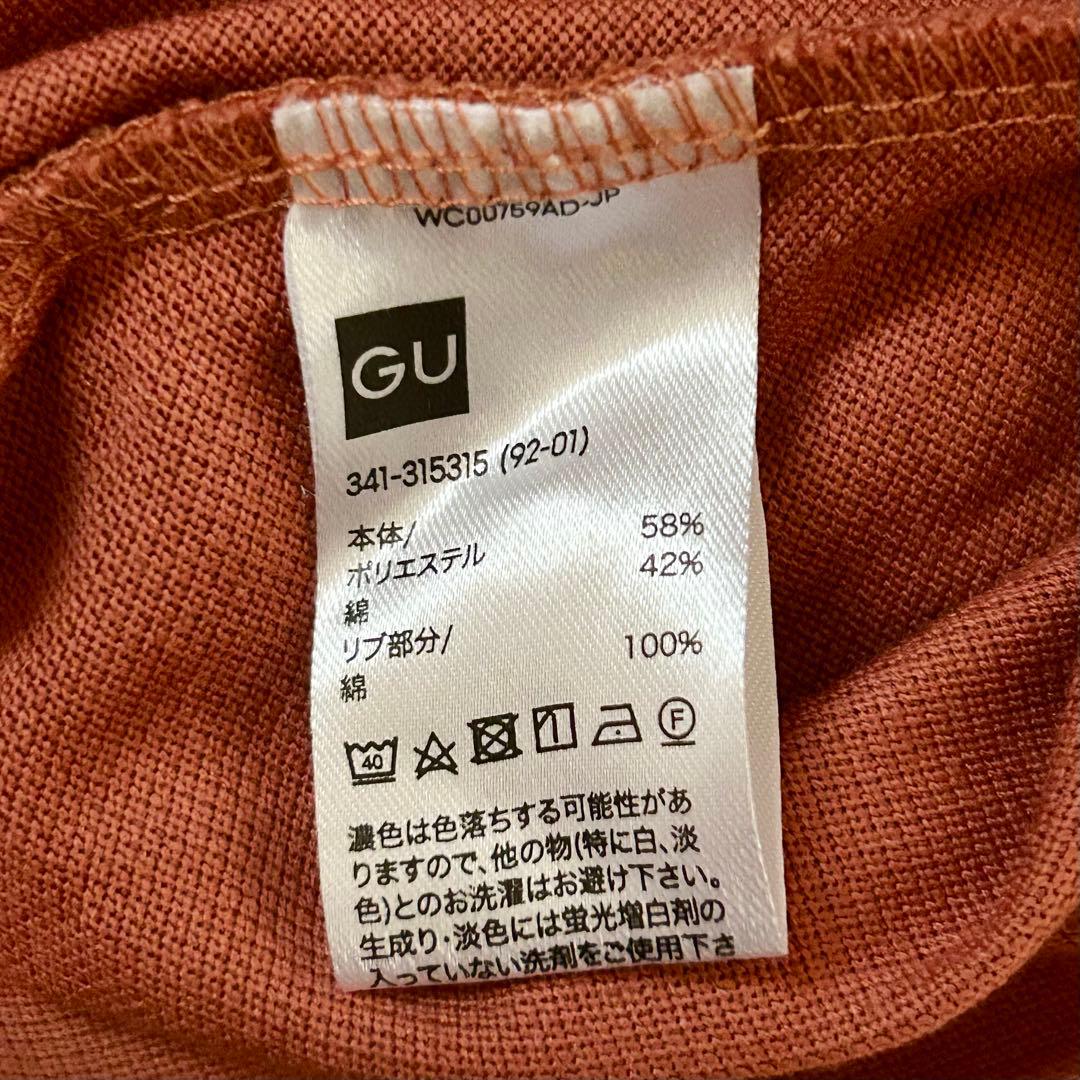 WC00759AD-JP
GU
341-315315 (92-01)
本体/
ポリエステル 58%
綿 42%
リブ部分/
綿 100%
40
F
濃色は色落ちする可能性があ
りますので、他の物(特に白、淡
色)とのお洗濯はお避け下さい。
生成り・淡色には蛍光増白剤の
入っていない洗剤をご使用下さ